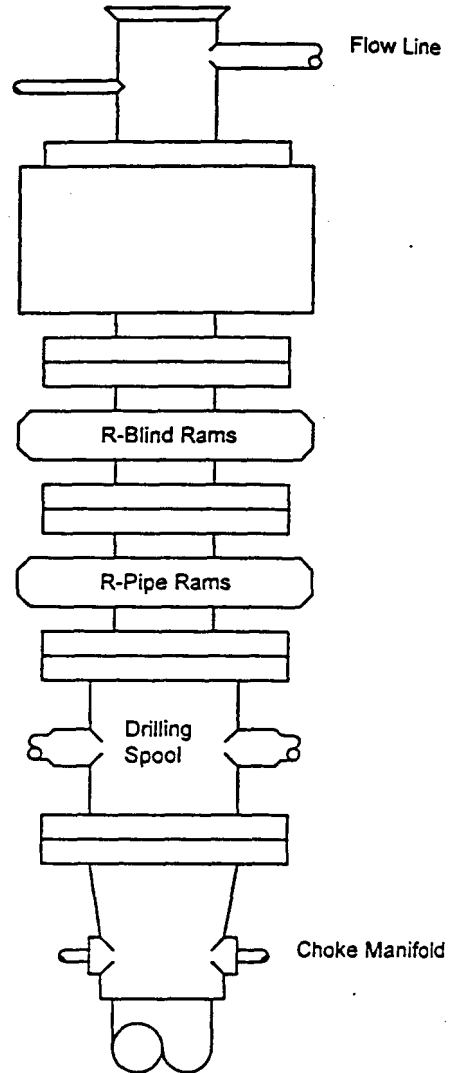 Flow Line
R-Blind Rams
R-Pipe Rams
Drilling
Spool
Choke Manifold